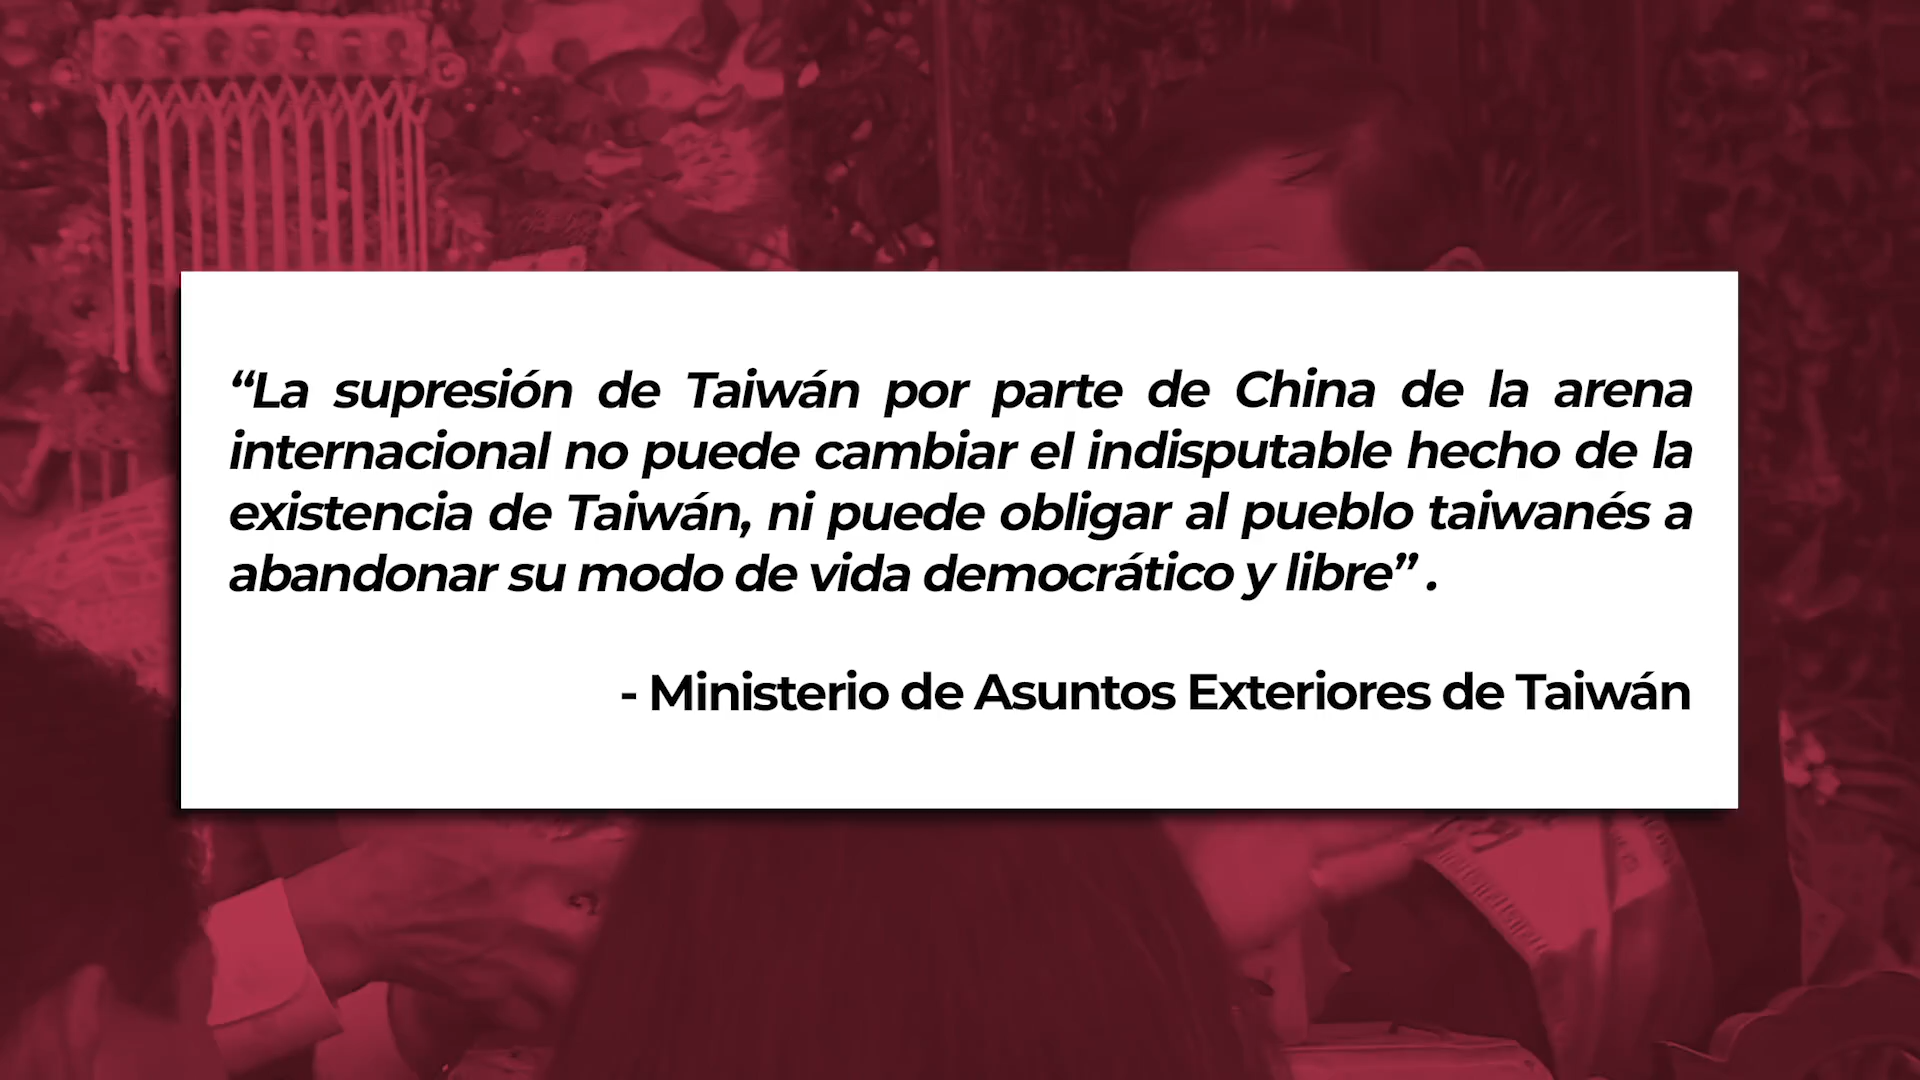 “La supresión de Taiwán por parte de China de la arena
internacional no puede cambiar el indisputable hecho de la
existencia de Taiwán, ni puede obligar al pueblo taiwanés a
abandonar su modo de vida democrático y libre” .
- Ministerio de Asuntos Exteriores de Taiwán